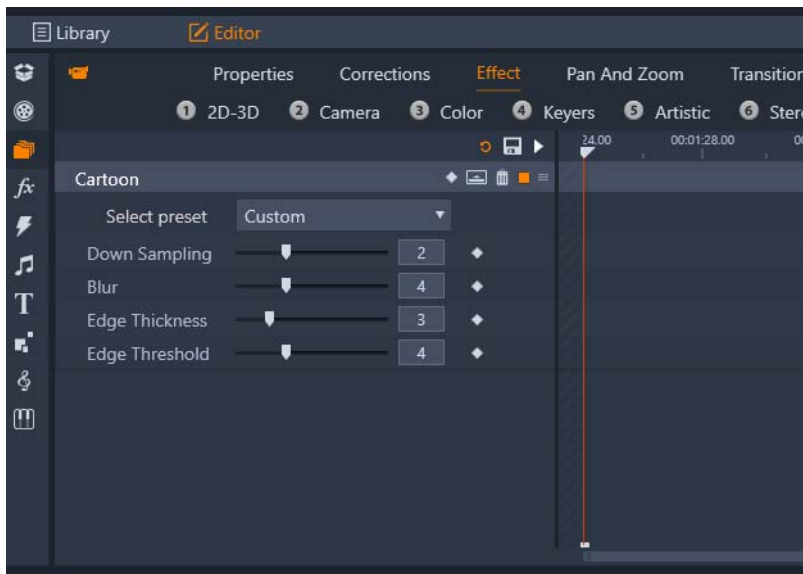 Library Editor
Properties Corrections Effect Pan And Zoom Transition
1 2D-3D 2 Camera 3 Color 4 Keyers 5 Artistic 6 Stere
24.00 00:01:28.00 00
Cartoon
fx
Select preset Custom
Down Sampling 2
Blur 4
Edge Thickness 3
T
Edge Threshold 4